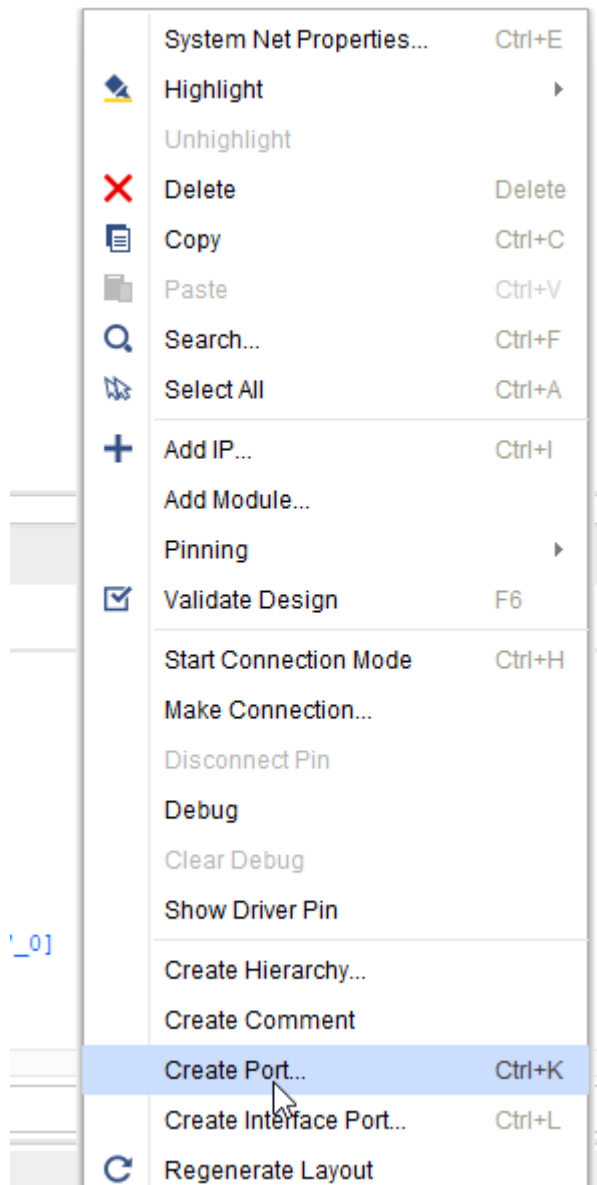 System Net Properties... Ctrl+E
Highlight
Unhighlight
Delete Delete
Copy Ctrl+C
Paste Ctrl+V
Search... Ctrl+F
Select All Ctrl+A
Add IP... Ctrl+I
Add Module...
Pinning
Validate Design F6
Start Connection Mode Ctrl+H
Make Connection...
Disconnect Pin
Debug
Clear Debug
Show Driver Pin
_0]
Create Hierarchy...
Create Comment
Create Port... Ctrl+K
Create Interface Port... Ctrl+L
Regenerate Layout